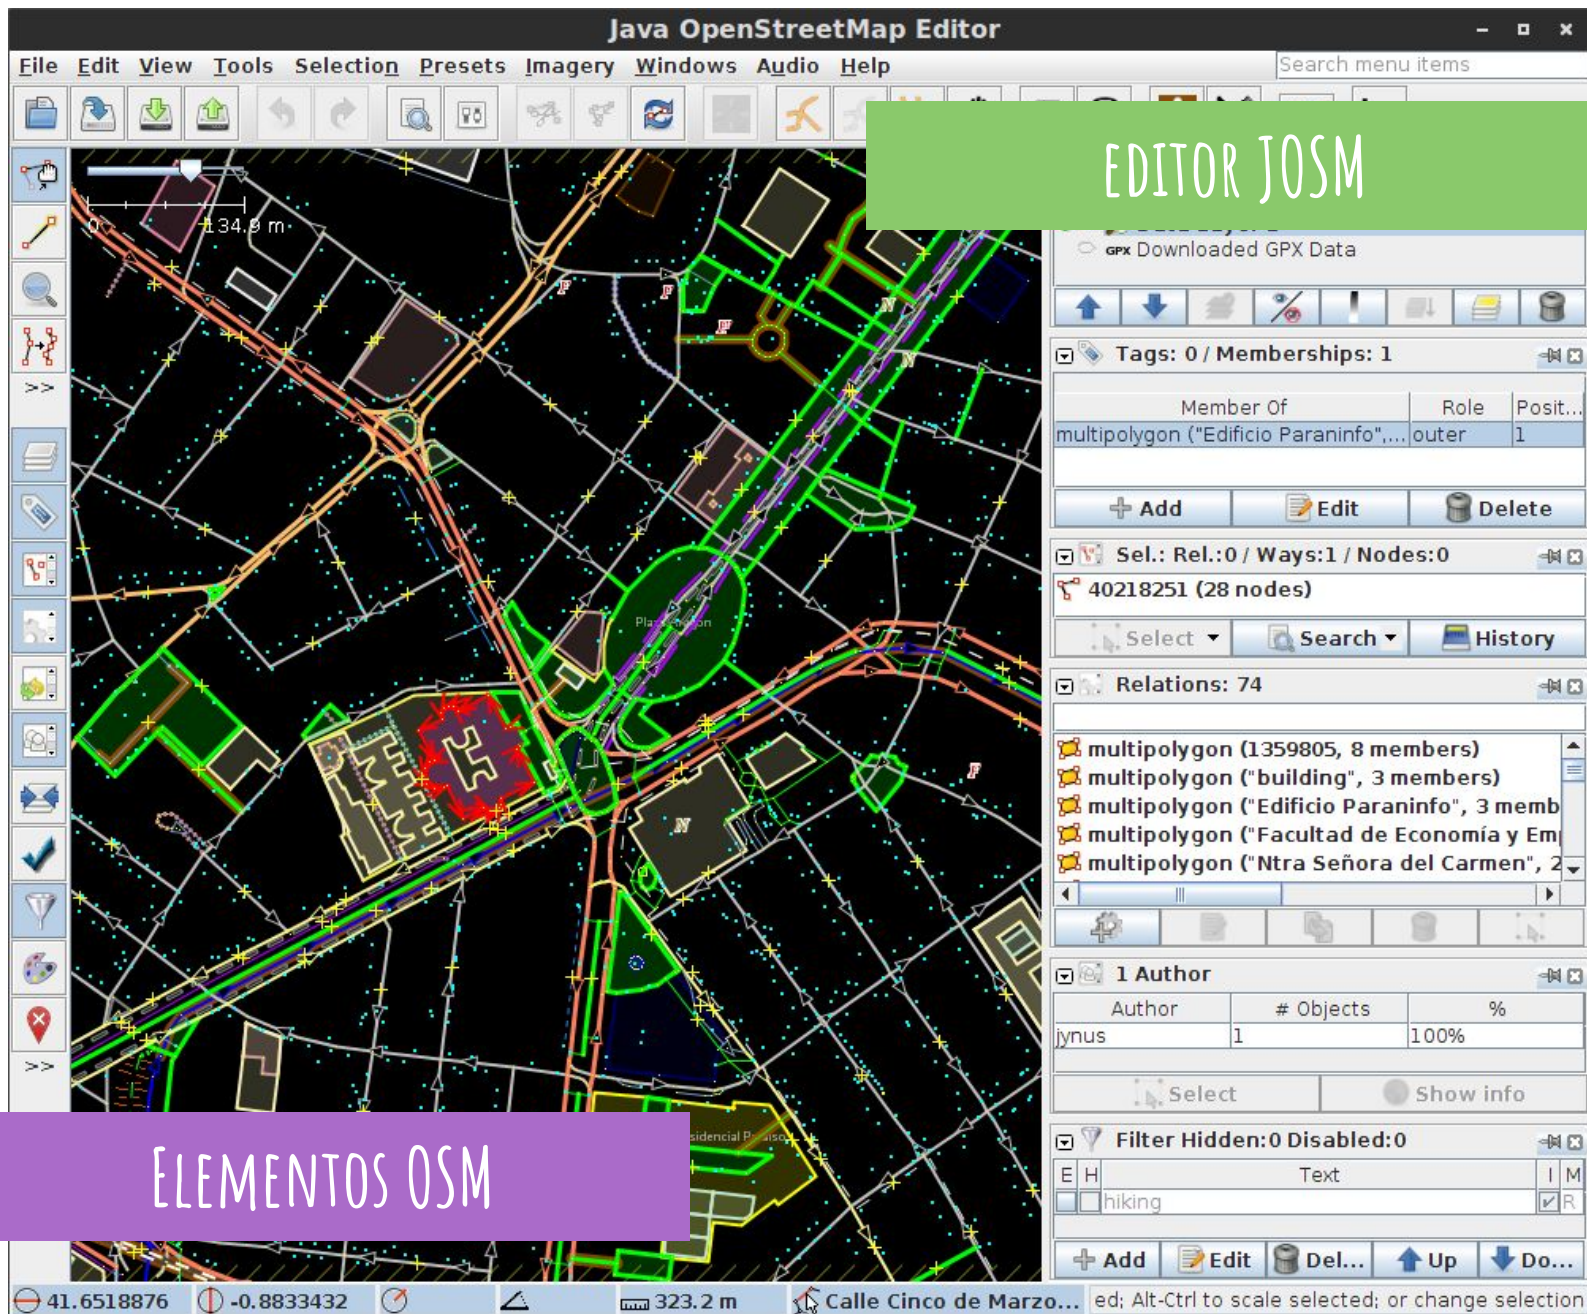 Java OpenStreetMap Editor
File Edit View Tools Selection Presets Imagery Windows Audio Help
Search menu items
EDITOR JOSM
0 134.9 m
GPX Downloaded GPX Data
Tags: 0 / Memberships: 1
Member Of Role Posit...
multipolygon ("Edificio Paraninfo",... outer 1
Add Edit Delete
Sel.: Rel.:0 / Ways:1 / Nodes:0
40218251 (28 nodes)
Select Search History
Relations: 74
multipolygon (1359805, 8 members)
multipolygon ("building", 3 members)
multipolygon ("Edificio Paraninfo", 3 memb
multipolygon ("Facultad de Economía y Em
multipolygon ("Ntra Señora del Carmen", 2
1 Author
Author # Objects %
jynus 1 100%
Select Show info
Filter Hidden:0 Disabled:0
E H Text I M
hiking R
Add Edit Del... Up Do...
>>
>>
F
F
F
N
N
N
F
sidencial Paraiso
ELEMENTOS OSM
41.6518876 -0.8833432 323.2 m Calle Cinco de Marzo... ed; Alt-Ctrl to scale selected; or change selection